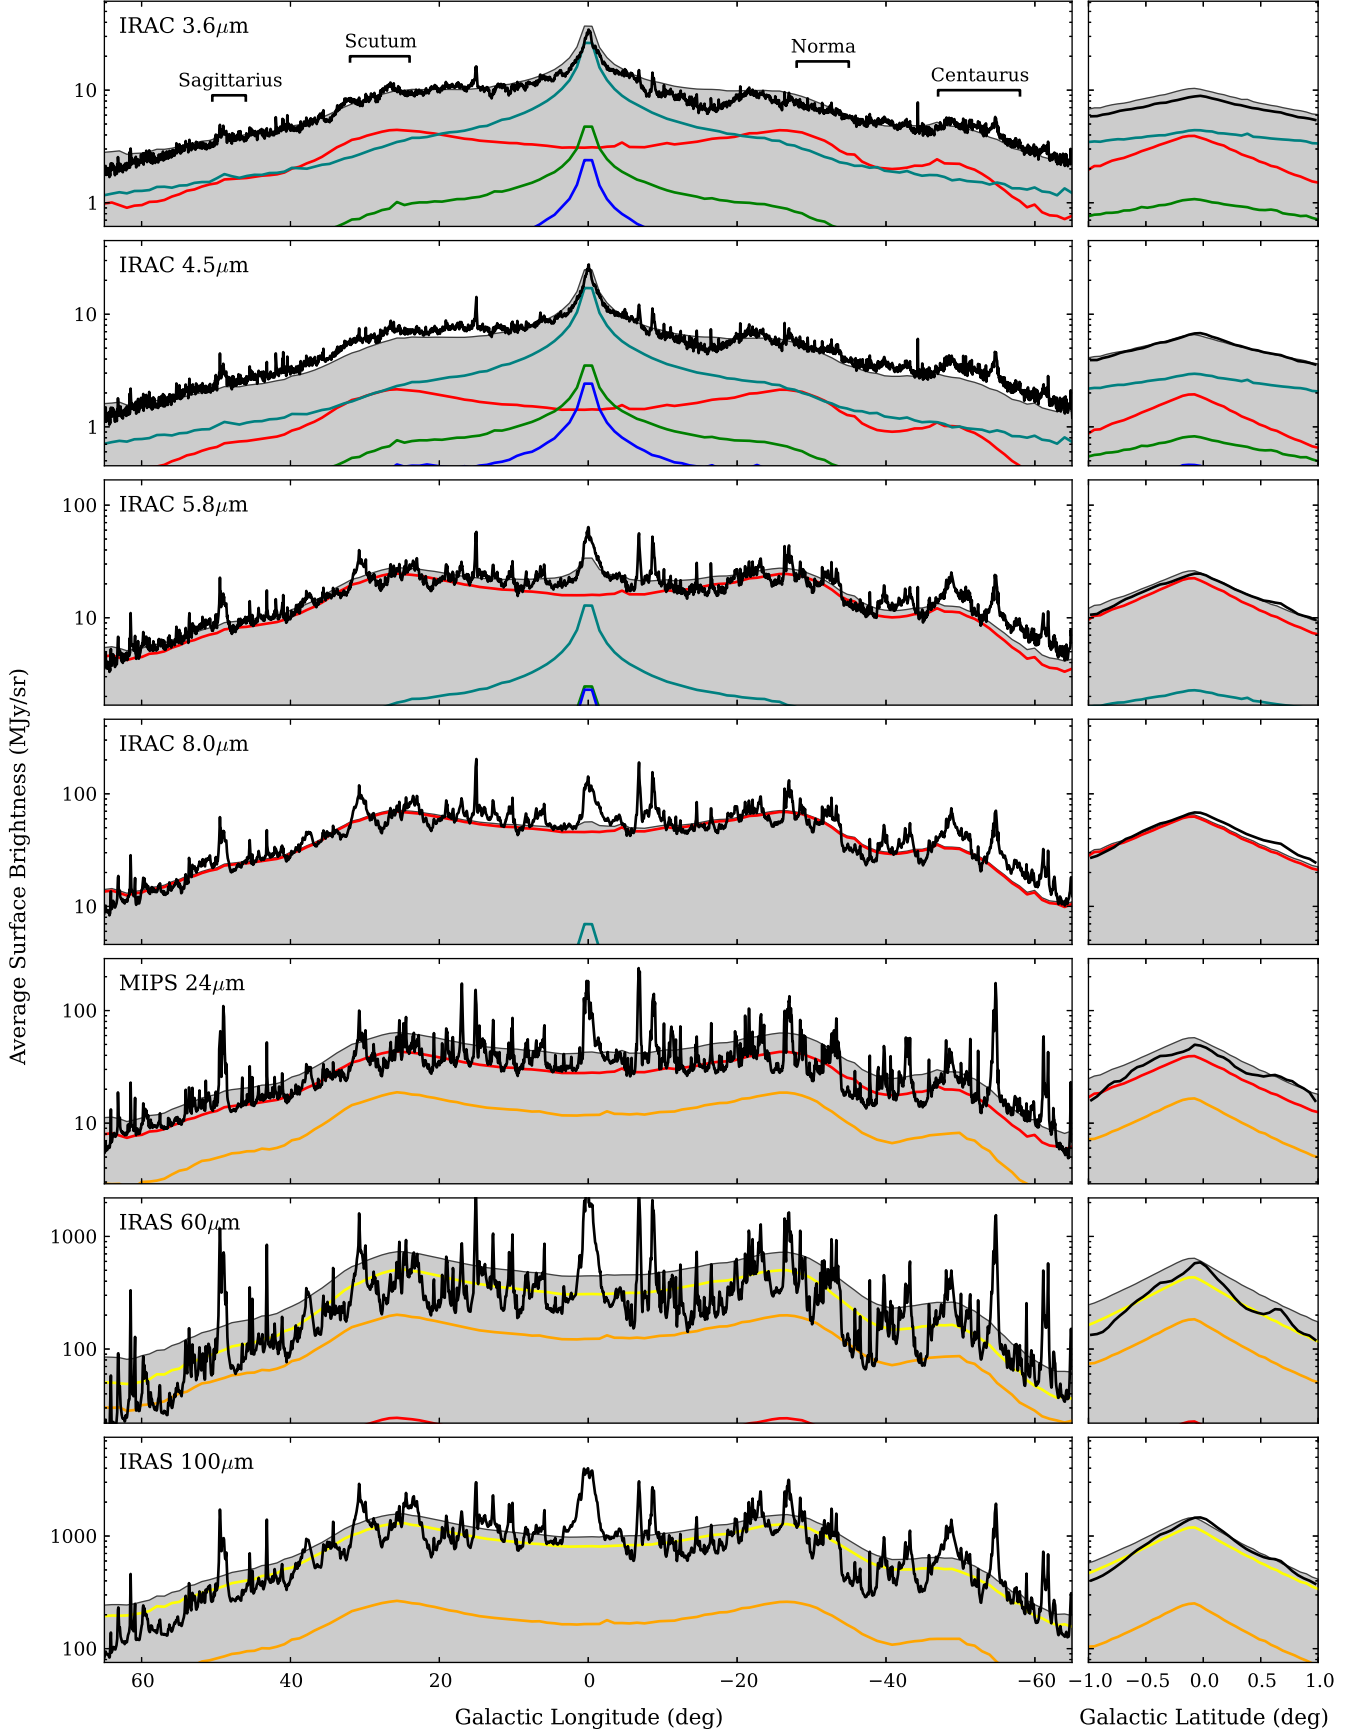 IRAC 3.6μm
Scutum
Norma
Sagittarius
Centaurus
10
1
IRAC 4.5μm
10
1
IRAC 5.8μm
100
10
IRAC 8.0μm
100
10
MIPS 24μm
100
10
IRAS 60μm
1000
100
IRAS 100μm
1000
100
Average Surface Brightness (MJy/sr)
60 40 20 0 −20 −40 −60 −1.0 −0.5 0.0 0.5 1.0
Galactic Longitude (deg) Galactic Latitude (deg)